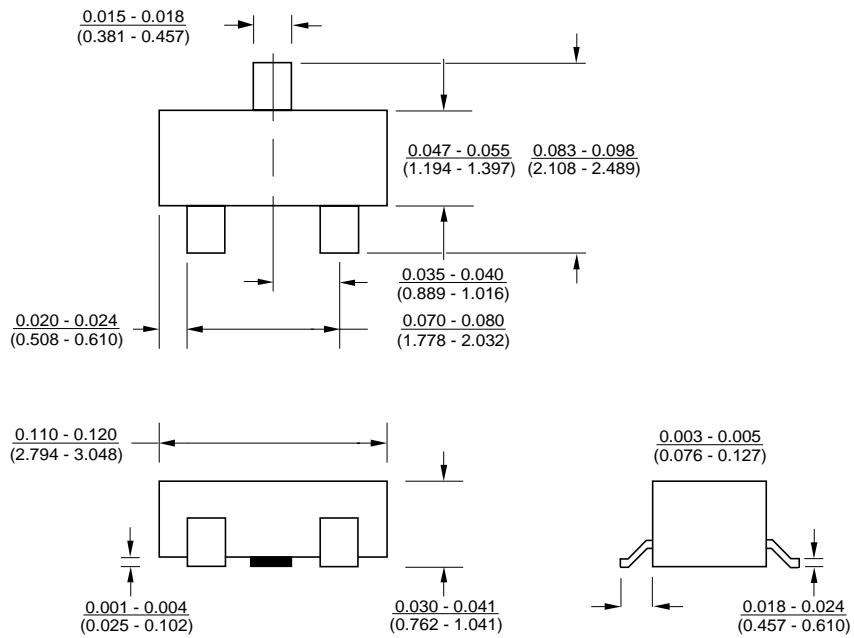 0.015 - 0.018
(0.381 - 0.457)
0.047 - 0.055
(1.194 - 1.397)
0.083 - 0.098
(2.108 - 2.489)
0.035 - 0.040
(0.889 - 1.016)
0.020 - 0.024
(0.508 - 0.610)
0.070 - 0.080
(1.778 - 2.032)
0.110 - 0.120
(2.794 - 3.048)
0.003 - 0.005
(0.076 - 0.127)
0.001 - 0.004
(0.025 - 0.102)
0.030 - 0.041
(0.762 - 1.041)
0.018 - 0.024
(0.457 - 0.610)